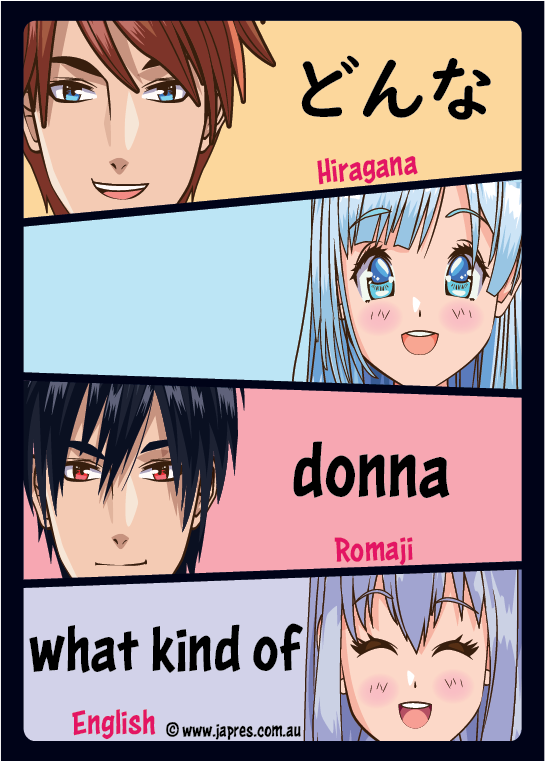 どんな
Hiragana
donna
Romaji
what kind of
English © www.japres.com.au